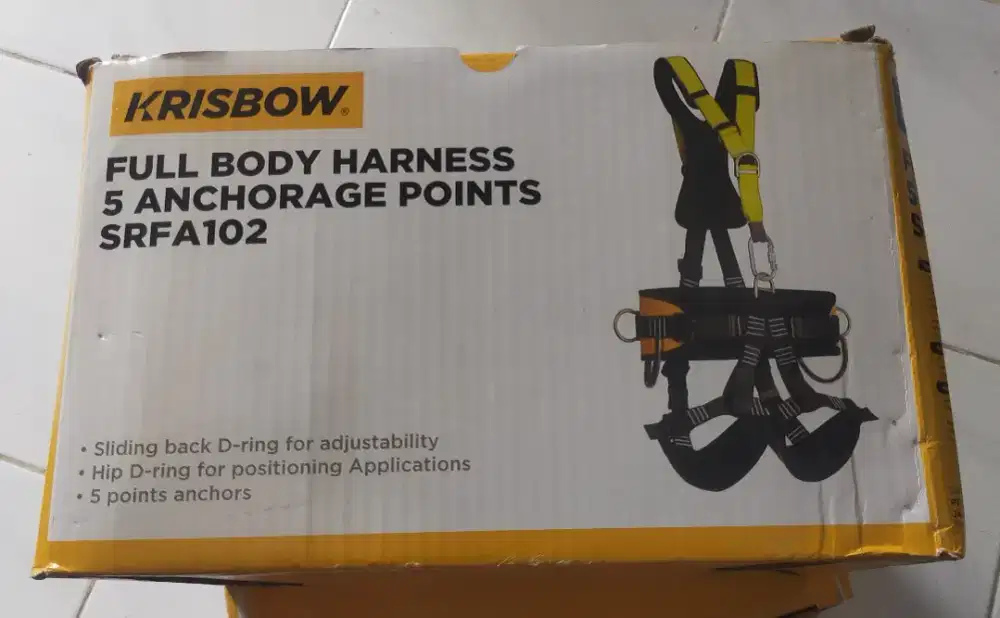 KRISBOW®
FULL BODY HARNESS
5 ANCHORAGE POINTS
SRFA102
• Sliding back D-ring for adjustability
• Hip D-ring for positioning Applications
• 5 points anchors